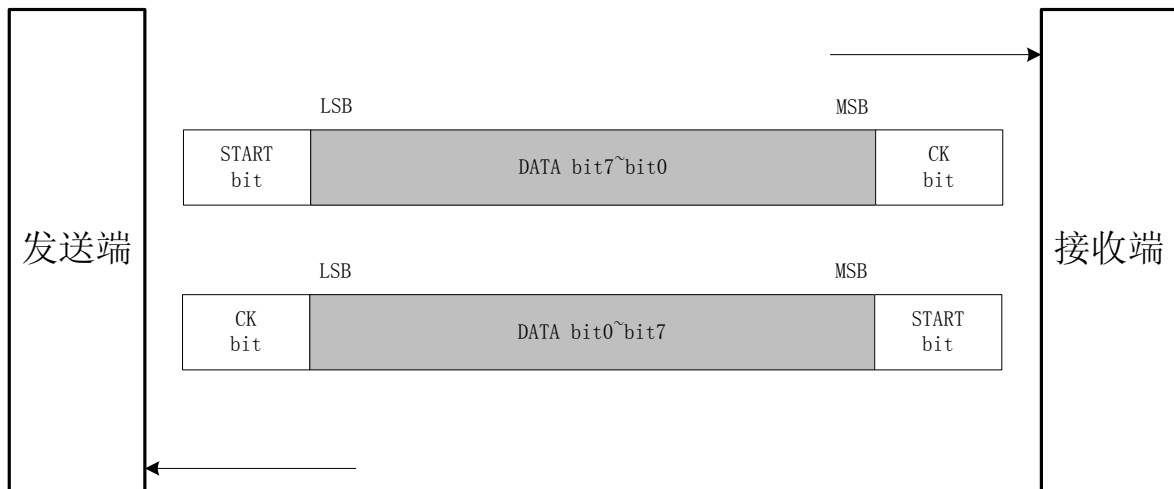 LSB
MSB
START
bit
DATA bit7~bit0
CK
bit
发送端
接收端
LSB
MSB
CK
bit
DATA bit0~bit7
START
bit